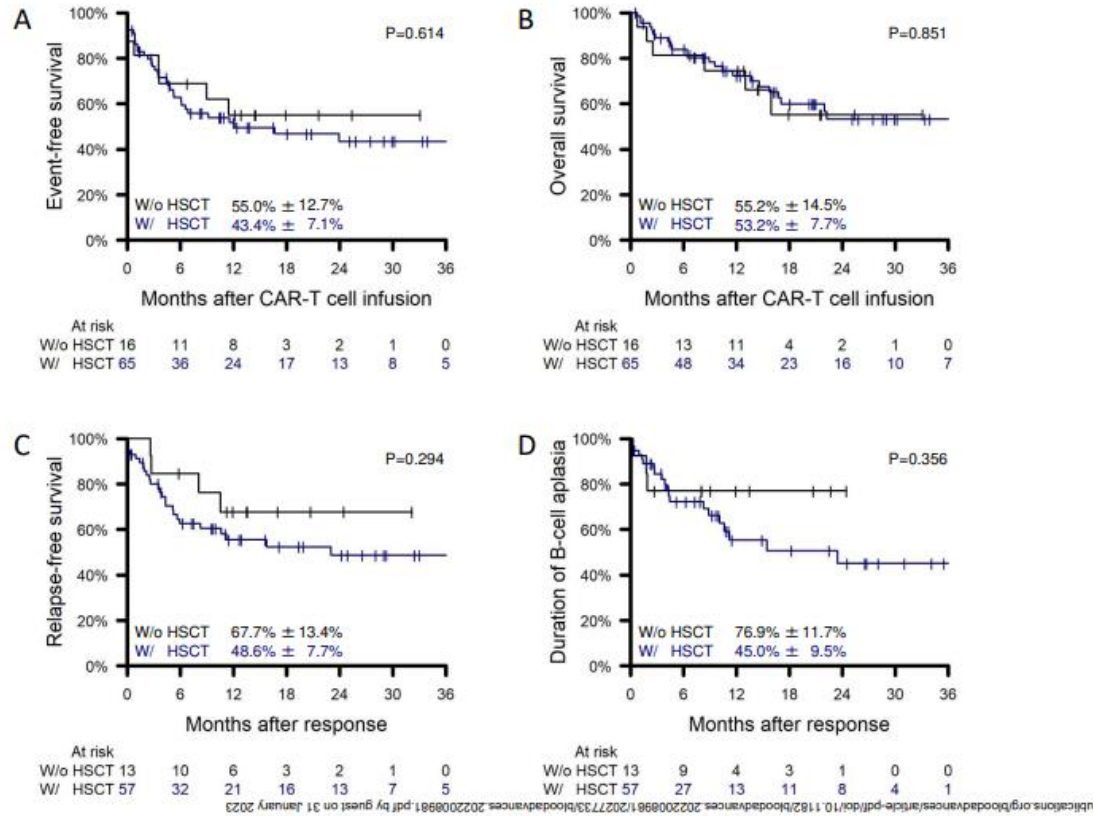 A
Event-free survival
100%
80%
60%
40%
20%
0%
P=0.614
W/o HSCT 55.0% ± 12.7%
W/ HSCT 43.4% ± 7.1%
0 6 12 18 24 30 36
Months after CAR-T cell infusion
At risk
W/o HSCT 16 11 8 3 2 1 0
W/ HSCT 65 36 24 17 13 8 5
B
Overall survival
100%
80%
60%
40%
20%
0%
P=0.851
W/o HSCT 55.2% ± 14.5%
W/ HSCT 53.2% ± 7.7%
0 6 12 18 24 30 36
Months after CAR-T cell infusion
At risk
W/o HSCT 16 13 11 4 2 1 0
W/ HSCT 65 48 34 23 16 10 7
C
Relapse-free survival
100%
80%
60%
40%
20%
0%
P=0.294
W/o HSCT 67.7% ± 13.4%
W/ HSCT 48.6% ± 7.7%
0 6 12 18 24 30 36
Months after response
At risk
W/o HSCT 13 10 6 3 2 1 0
W/ HSCT 57 32 21 16 13 7 5
D
Duration of B-cell aplasia
100%
80%
60%
40%
20%
0%
P=0.356
W/o HSCT 76.9% ± 11.7%
W/ HSCT 45.0% ± 9.5%
0 6 12 18 24 30 36
Months after response
At risk
W/o HSCT 13 9 4 3 1 0 0
W/ HSCT 57 27 13 11 8 4 1
ublications.org/bloodadvances/article-pdf/doi/10.1182/bloodadvances.2022008981/2027733/bloodadvances.2022008981.pdf by guest on 31 January 2023